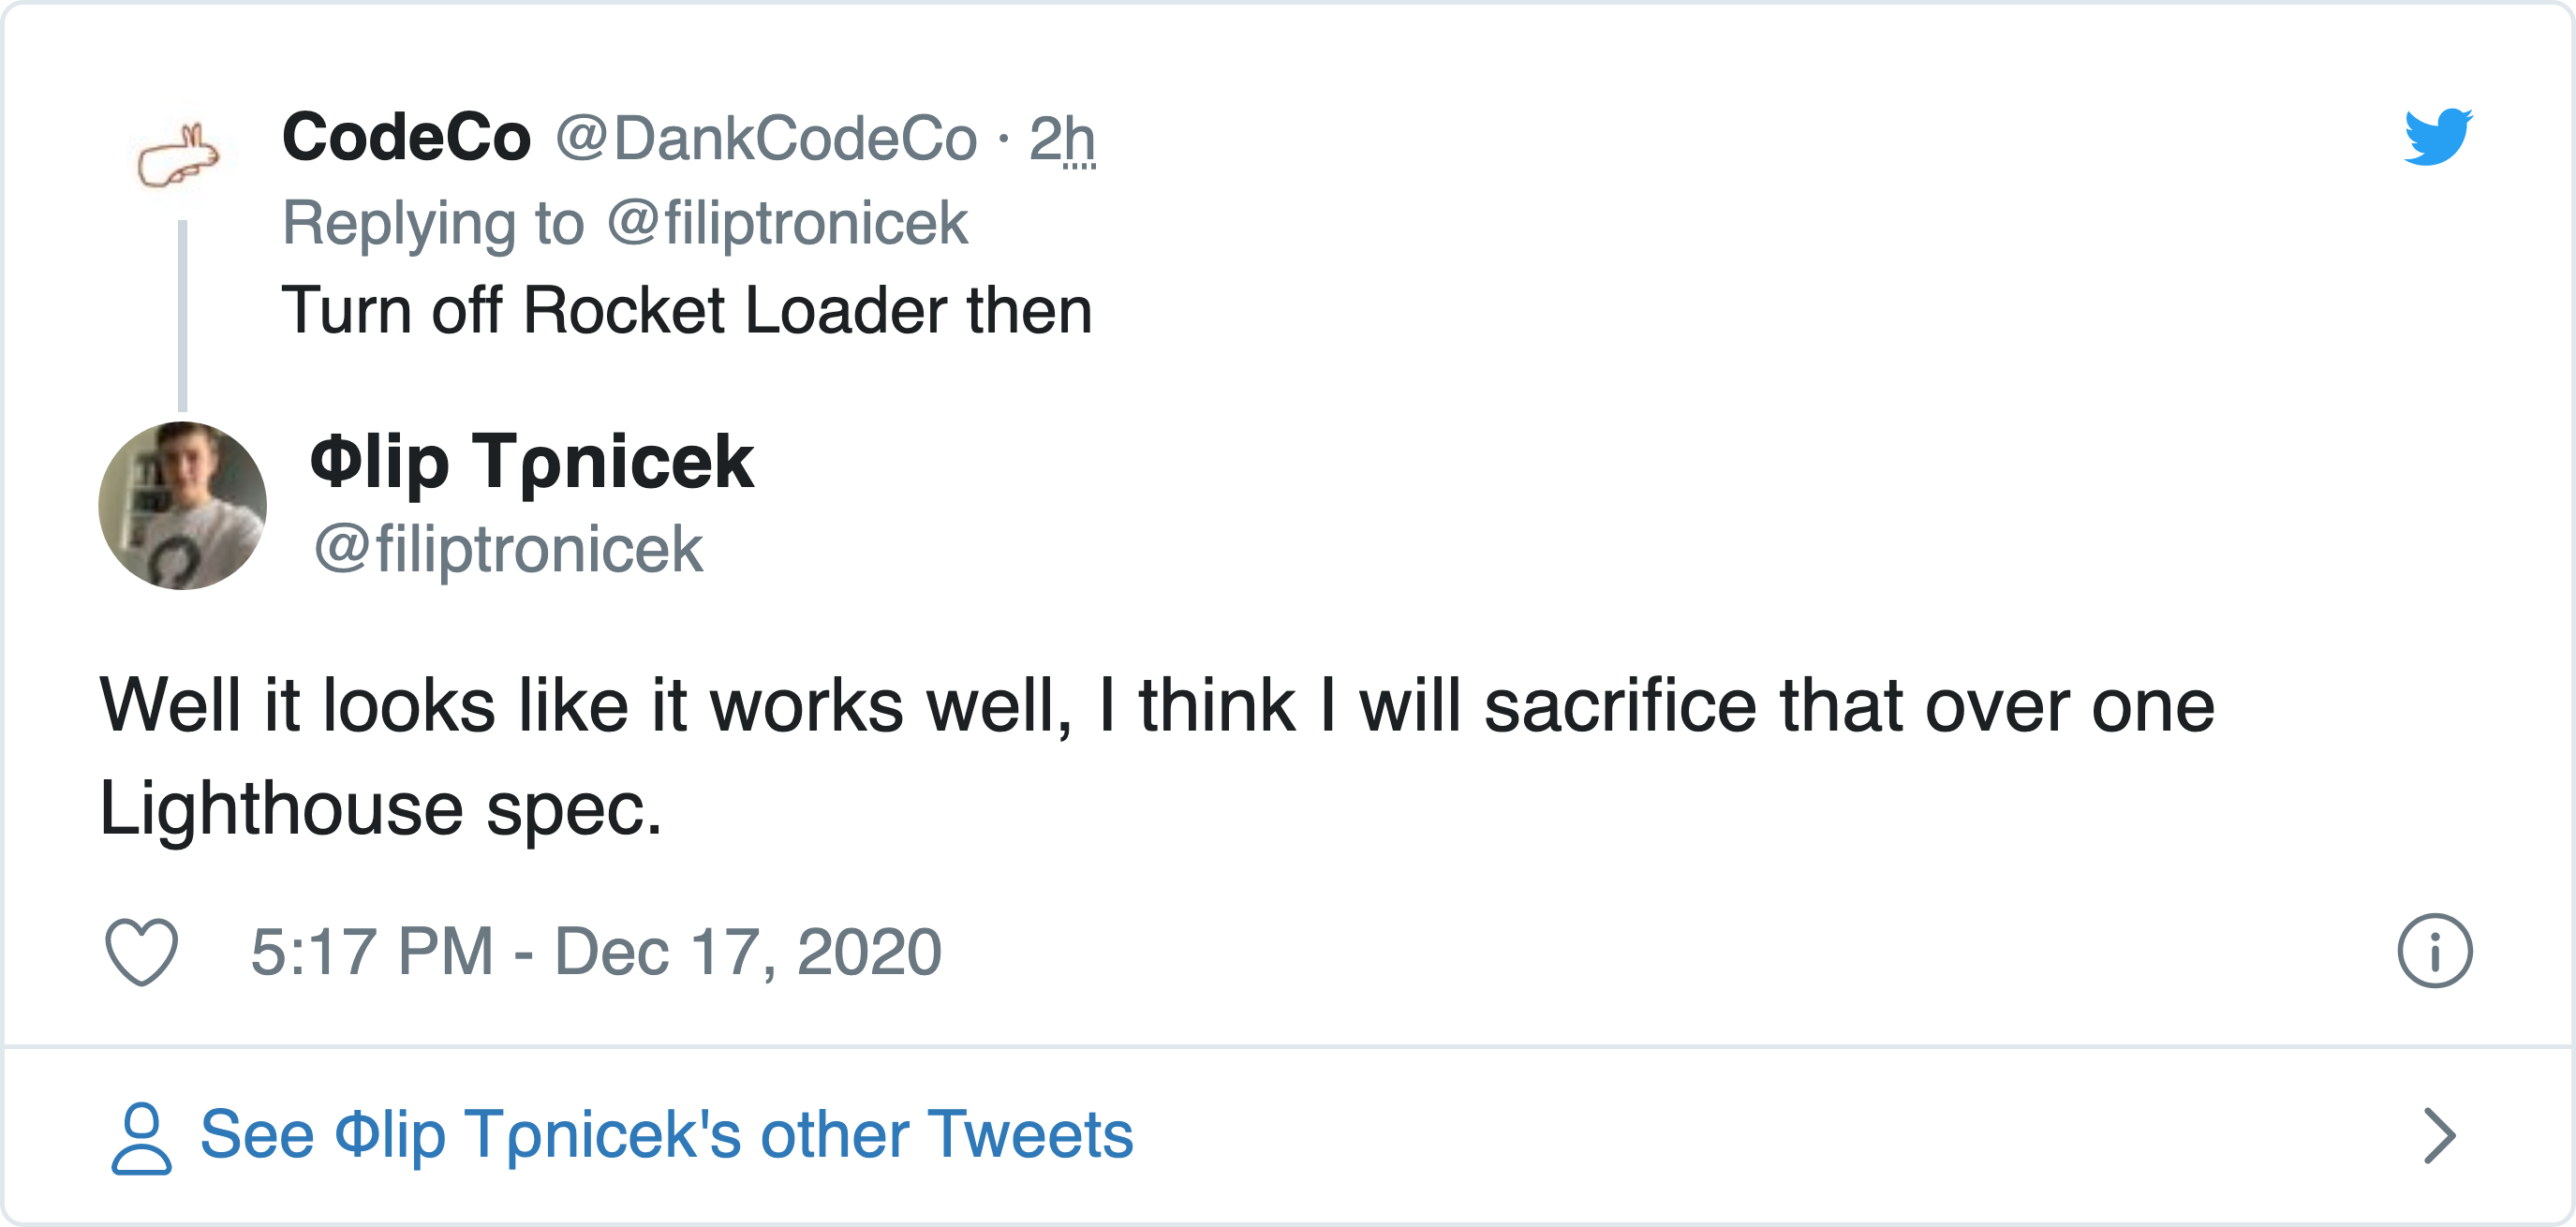 CodeCo @DankCodeCo · 2h
Replying to @filiptronicek
Turn off Rocket Loader then
Φlip Tρnicek
@filiptronicek
Well it looks like it works well, I think I will sacrifice that over one
Lighthouse spec.
5:17 PM - Dec 17, 2020
See Φlip Tρnicek's other Tweets